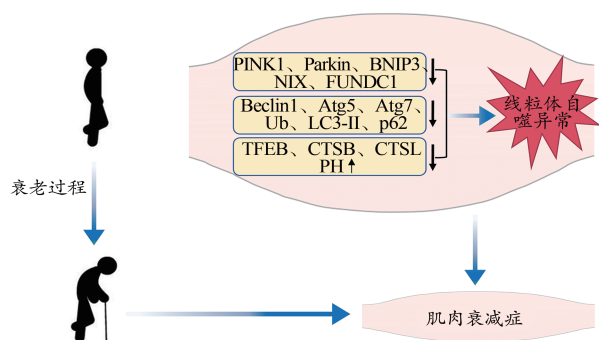 PINK1、Parkin、BNIP3、
NIX、FUNDC1
Beclin1、Atg5、Atg7、
Ub、LC3-II、p62
TFEB、CTSB、CTSL
PH
线粒体自
噬异常
衰老过程
肌肉衰减症